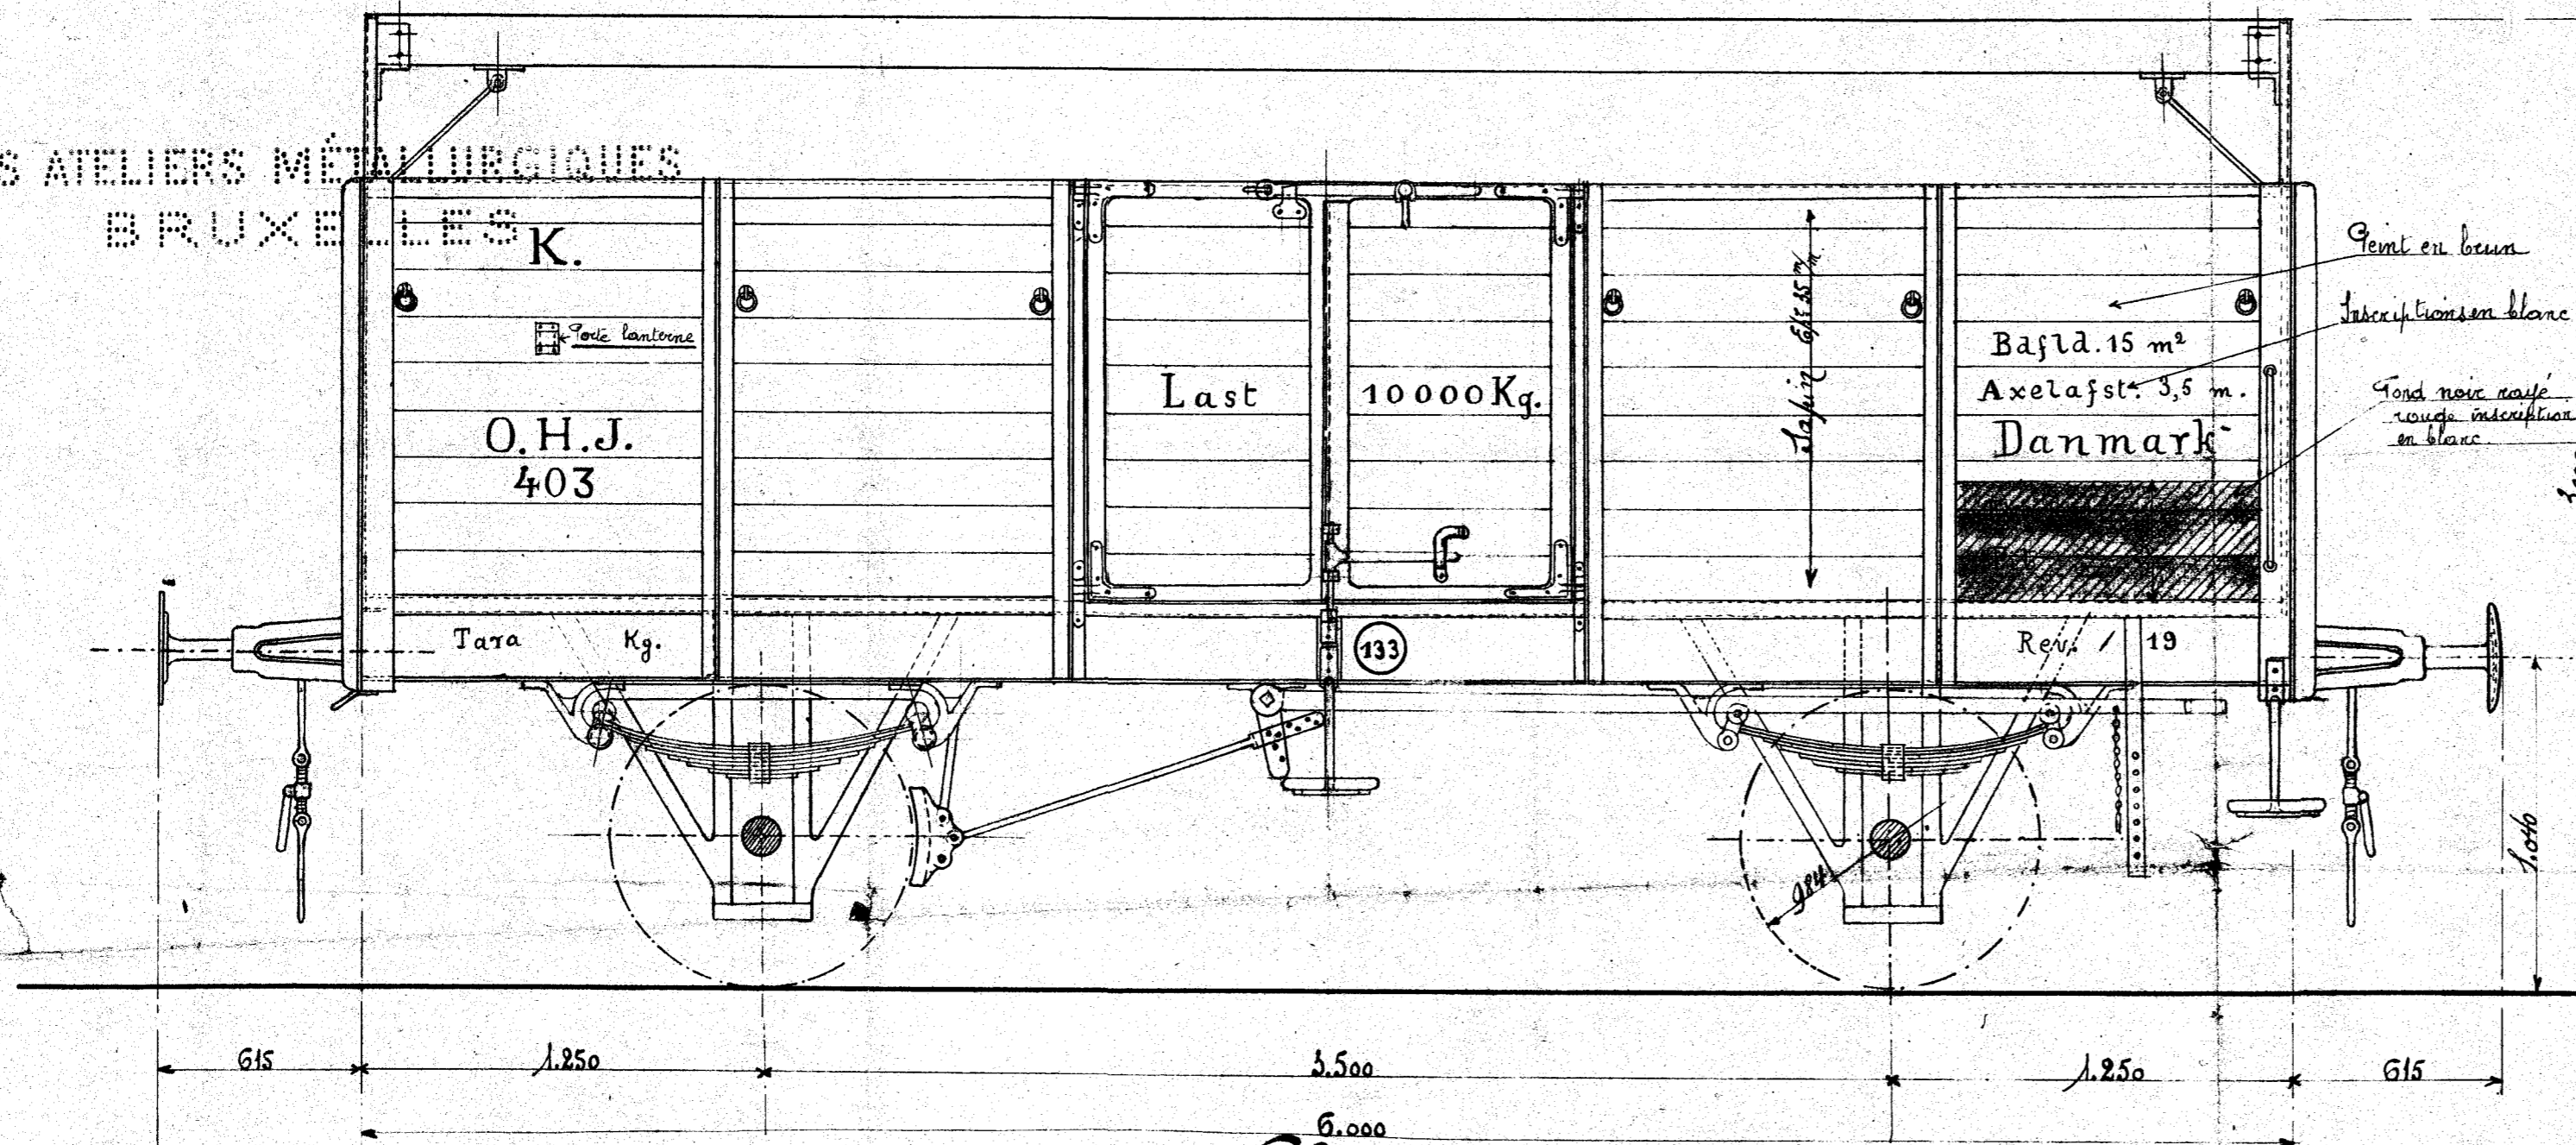 S ATELIERS MÉTALLURGIQUES
BRUXELLES
K.
Porte lanterne
O.H.J.
403
Last 10000 Kg.
Sapin Ep: 35 m/m
Bafld. 15 m²
Axelafst. 3,5 m.
Danmark
Peint en brun
Inscriptions en blanc
Fond noir rayé
rouge inscription
en blanc
Tara Kg.
133
Rev. / 19
984
1.040
615
1.250
3.500
1.250
615
6.000